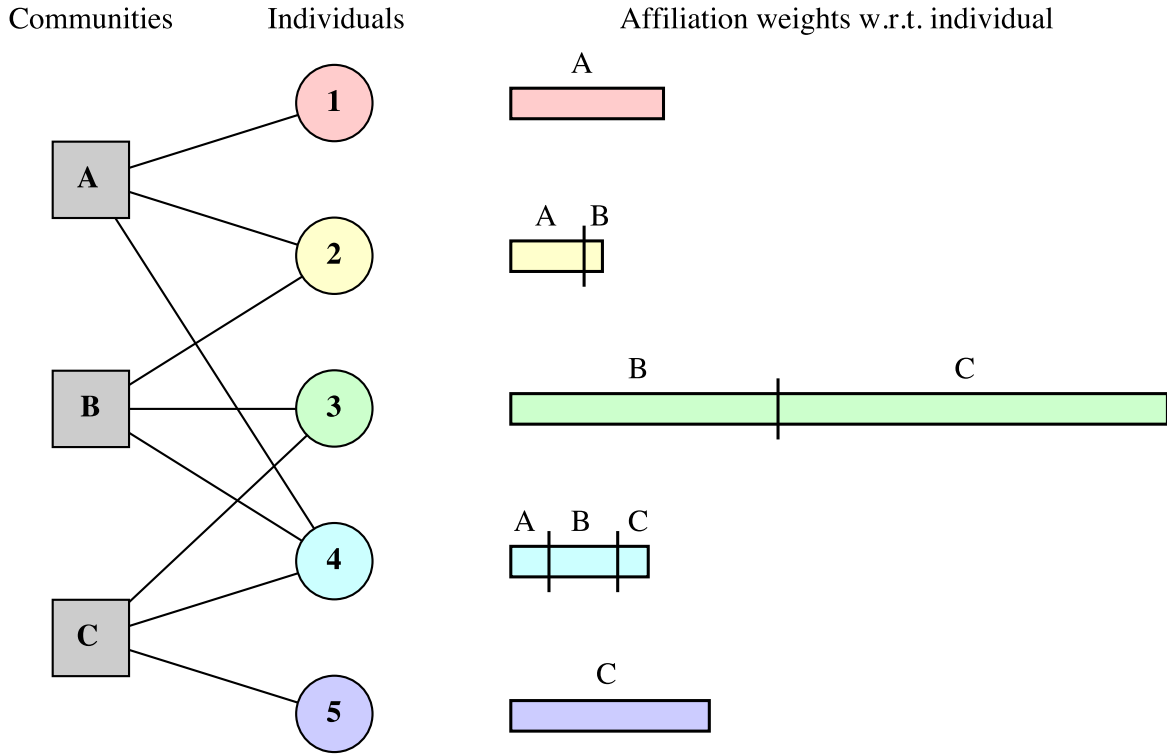 Communities Individuals Affiliation weights w.r.t. individual
A
1
A
A B
2
B C
B 3
A B C
4
C
C
5